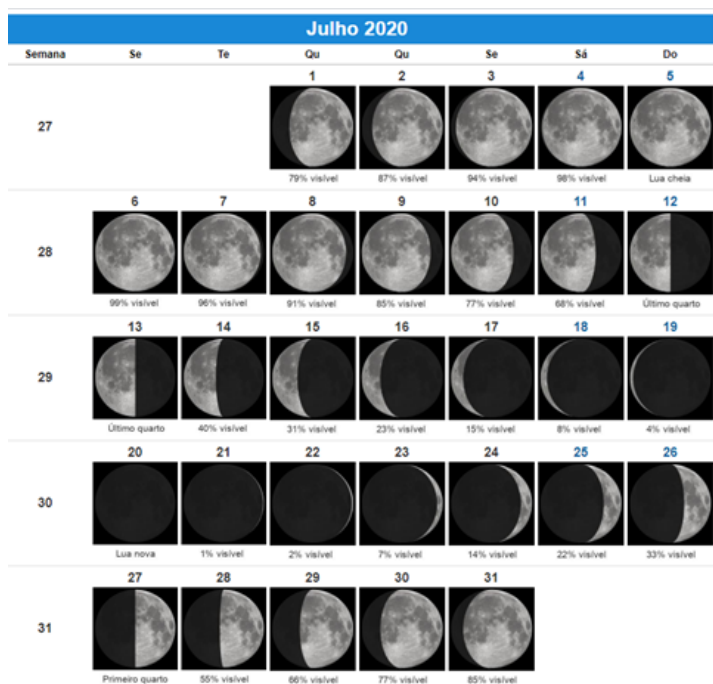 Julho 2020
Semana Se Te Qu Qu Se Sá Do
1 2 3 4 5
27
79% visível 87% visível 94% visível 98% visível Lua cheia
6 7 8 9 10 11 12
28
99% visível 96% visível 91% visível 85% visível 77% visível 68% visível Último quarto
13 14 15 16 17 18 19
29
Último quarto 40% visível 31% visível 23% visível 15% visível 8% visível 4% visível
20 21 22 23 24 25 26
30
Lua nova 1% visível 2% visível 7% visível 14% visível 22% visível 33% visível
27 28 29 30 31
31
Primeiro quarto 55% visível 66% visível 77% visível 85% visível